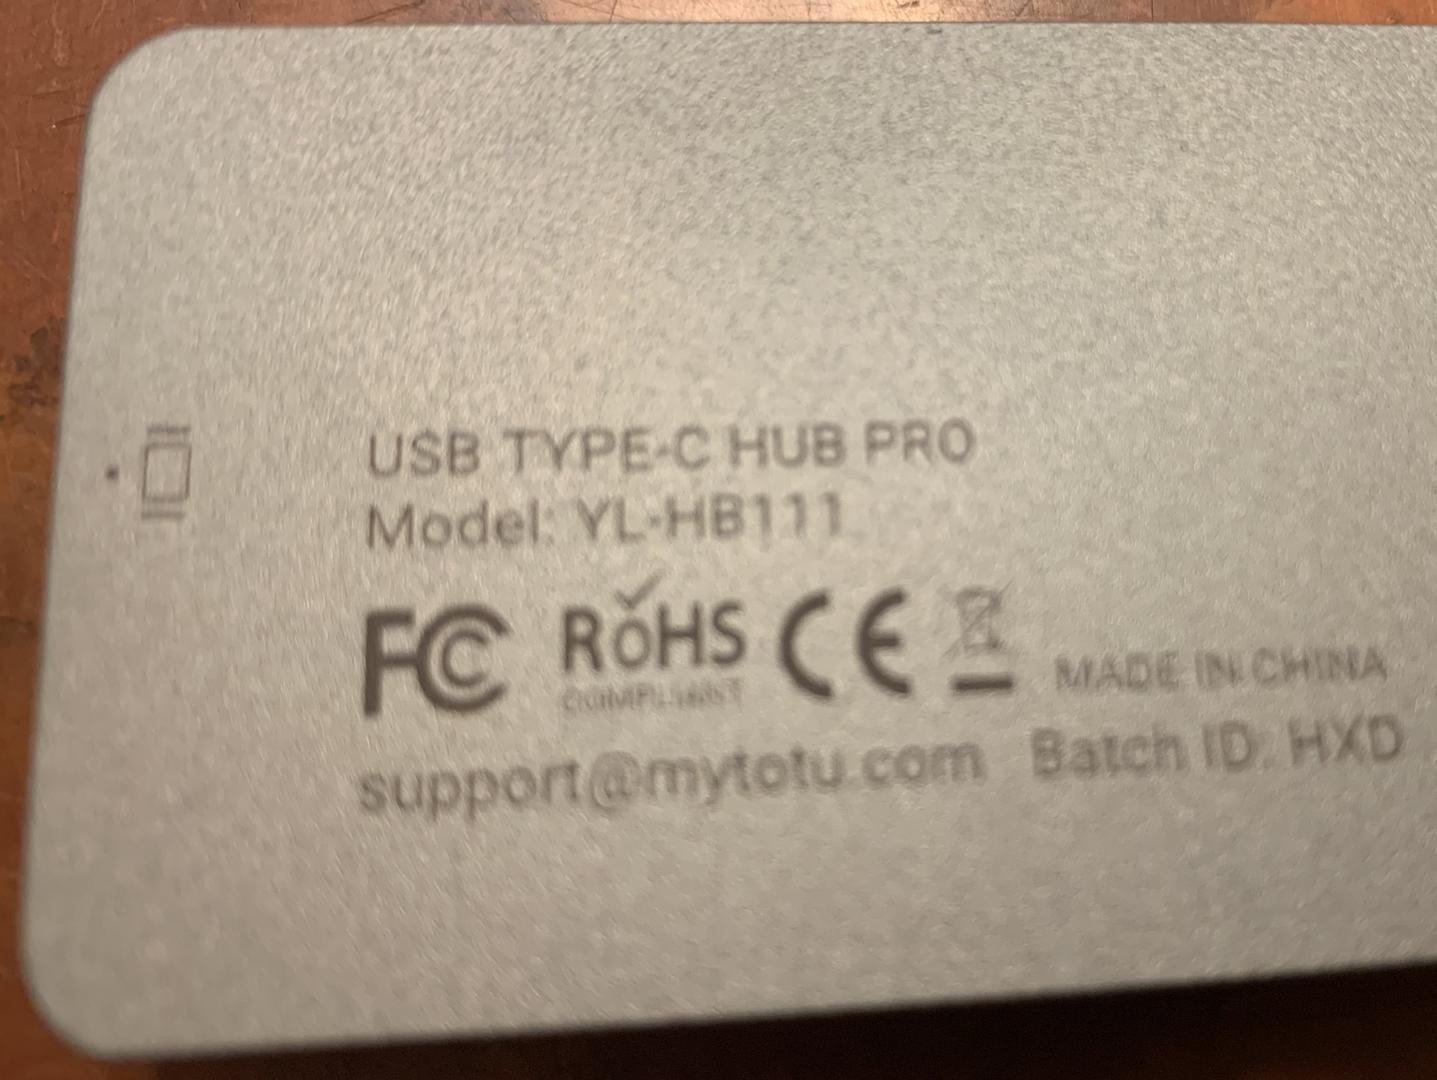 USB TYPE-C HUB PRO
Model: YL-HB111
FC RoHS CE
COMPLIANT
MADE IN CHINA
support@mytotu.com Batch ID: HXD